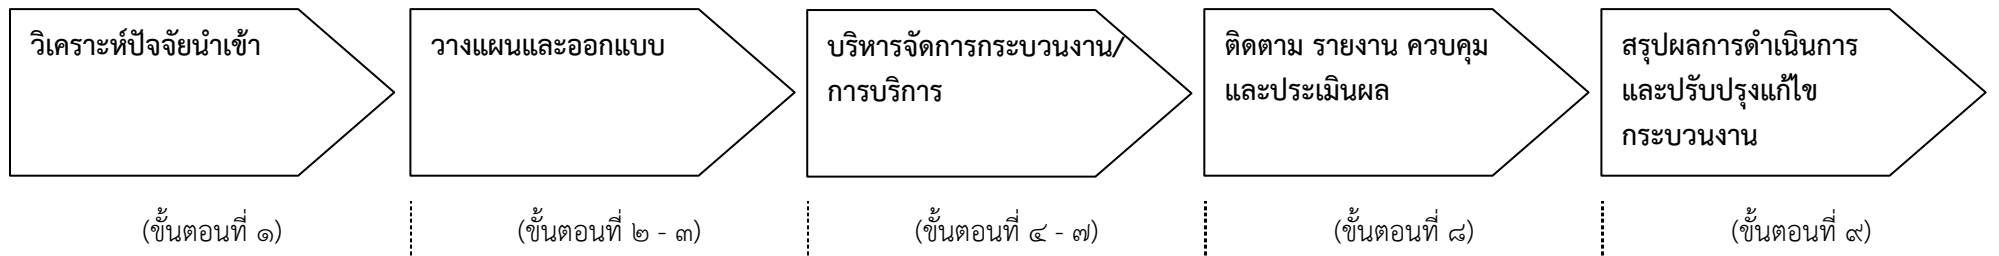 วิเคราะห์ปัจจัยนำเข้า
วางแผนและออกแบบ
บริหารจัดการกระบวนงาน/
การบริการ
ติดตาม รายงาน ควบคุม
และประเมินผล
สรุปผลการดำเนินการ
และปรับปรุงแก้ไข
กระบวนงาน
(ขั้นตอนที่ ๑)
(ขั้นตอนที่ ๒ - ๓)
(ขั้นตอนที่ ๔ - ๗)
(ขั้นตอนที่ ๘)
(ขั้นตอนที่ ๙)